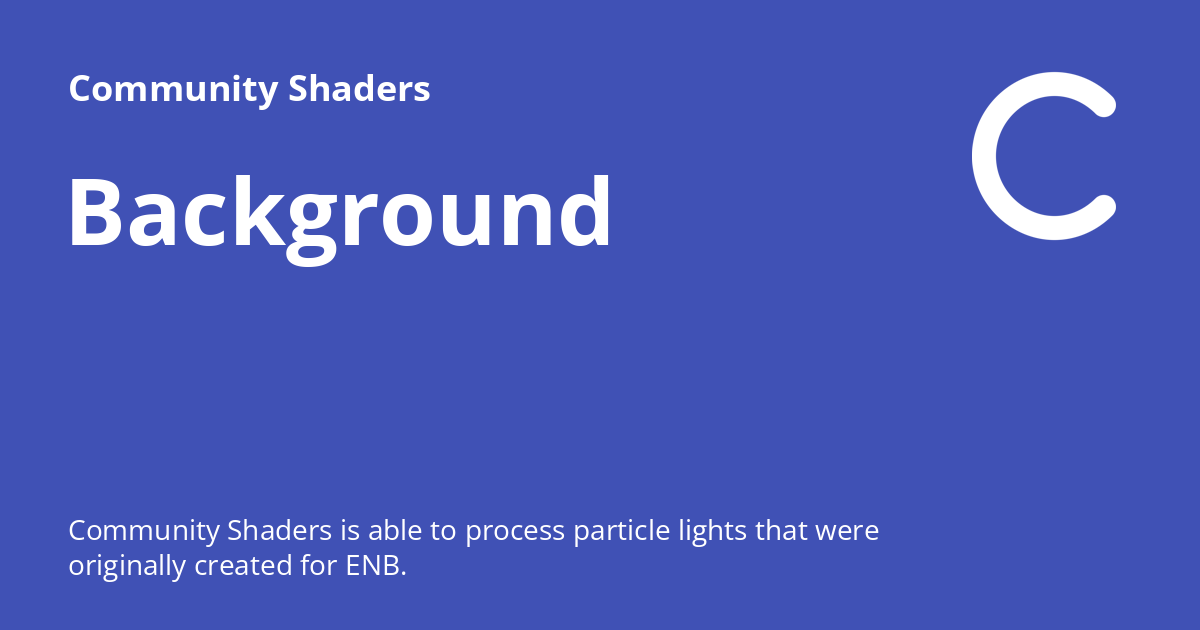 Community Shaders
Background
Community Shaders is able to process particle lights that were
originally created for ENB.